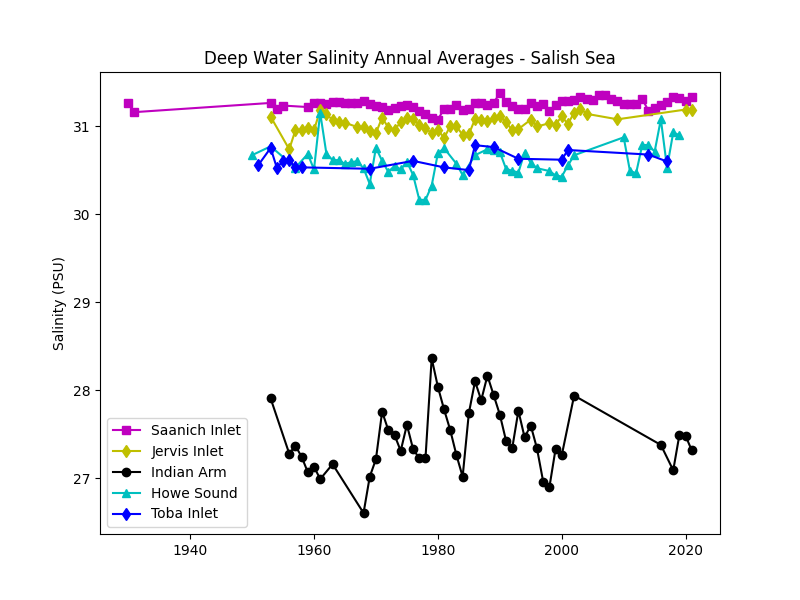 Deep Water Salinity Annual Averages - Salish Sea
Salinity (PSU)
31
30
29
28
27
Saanich Inlet
Jervis Inlet
Indian Arm
Howe Sound
Toba Inlet
1940 1960 1980 2000 2020